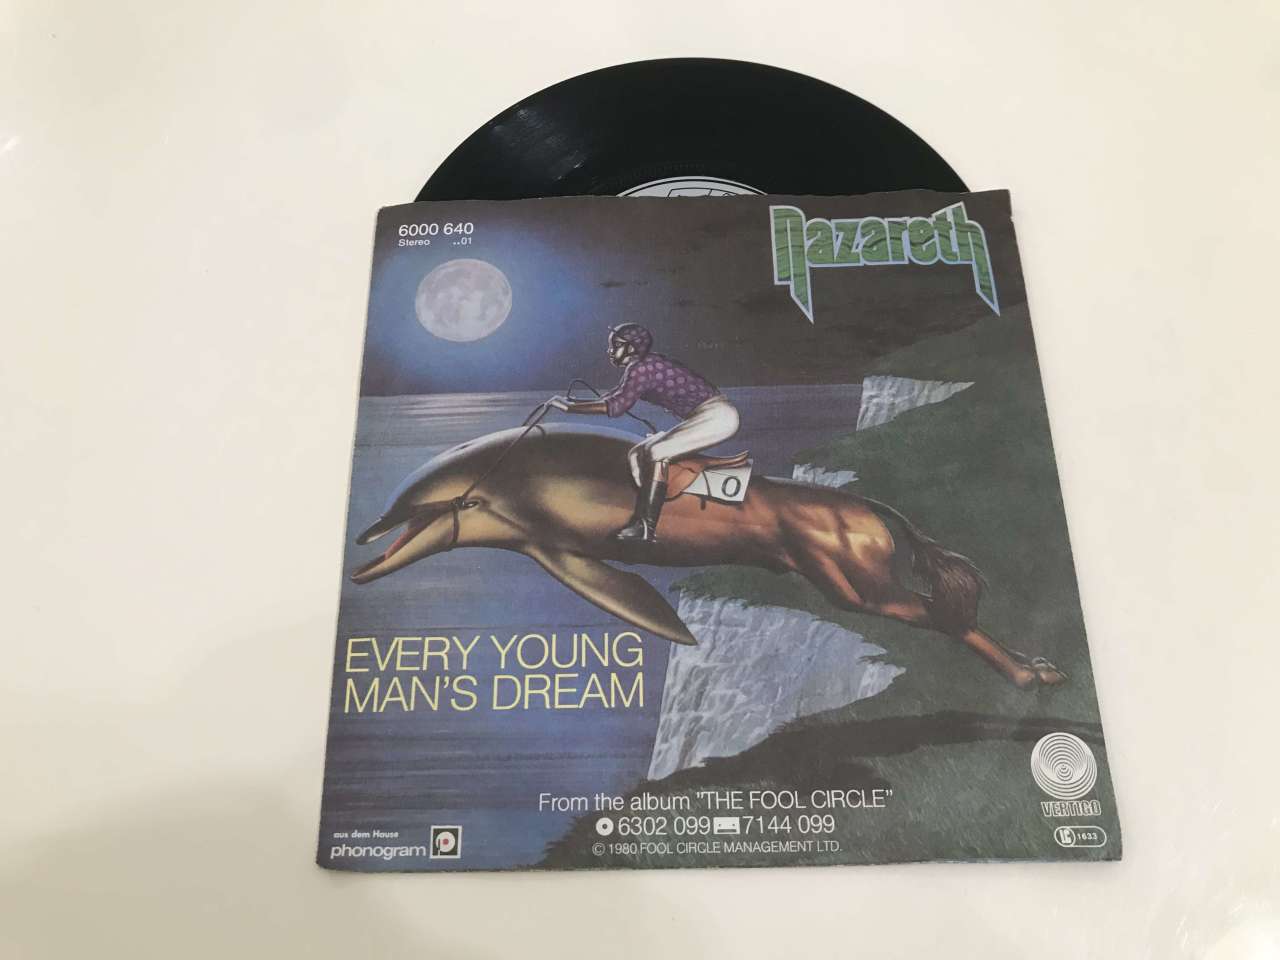 6000 640
Stereo ..01
Nazareth
0
EVERY YOUNG
MAN'S DREAM
From the album "THE FOOL CIRCLE"
6302 099 7144 099
© 1980 FOOL CIRCLE MANAGEMENT LTD.
aus dem Hause
phonogram
VERTIGO
LC 1633